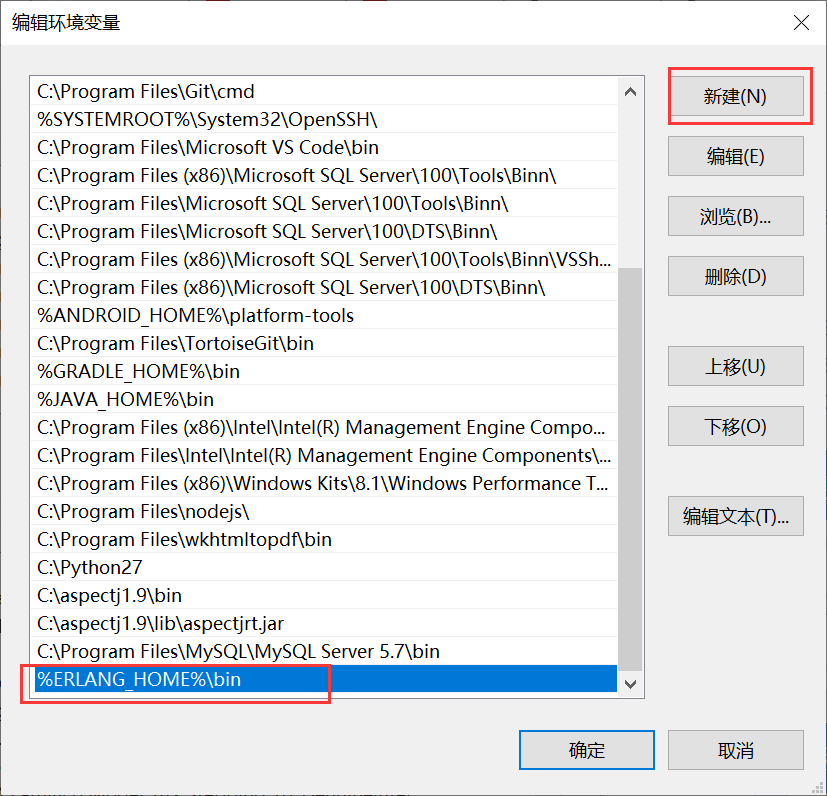 编辑环境变量
C:\Program Files\Git\cmd
%SYSTEMROOT%\System32\OpenSSH\
C:\Program Files\Microsoft VS Code\bin
C:\Program Files (x86)\Microsoft SQL Server\100\Tools\Binn\
C:\Program Files\Microsoft SQL Server\100\Tools\Binn\
C:\Program Files\Microsoft SQL Server\100\DTS\Binn\
C:\Program Files (x86)\Microsoft SQL Server\100\Tools\Binn\VSSh...
C:\Program Files (x86)\Microsoft SQL Server\100\DTS\Binn\
%ANDROID_HOME%\platform-tools
C:\Program Files\TortoiseGit\bin
%GRADLE_HOME%\bin
%JAVA_HOME%\bin
C:\Program Files (x86)\Intel\Intel(R) Management Engine Compo...
C:\Program Files\Intel\Intel(R) Management Engine Components\...
C:\Program Files (x86)\Windows Kits\8.1\Windows Performance T...
C:\Program Files\nodejs\
C:\Program Files\wkhtmltopdf\bin
C:\Python27
C:\aspectj1.9\bin
C:\aspectj1.9\lib\aspectjrt.jar
C:\Program Files\MySQL\MySQL Server 5.7\bin
%ERLANG_HOME%\bin
新建(N)
编辑(E)
浏览(B)...
删除(D)
上移(U)
下移(O)
编辑文本(T)...
确定
取消